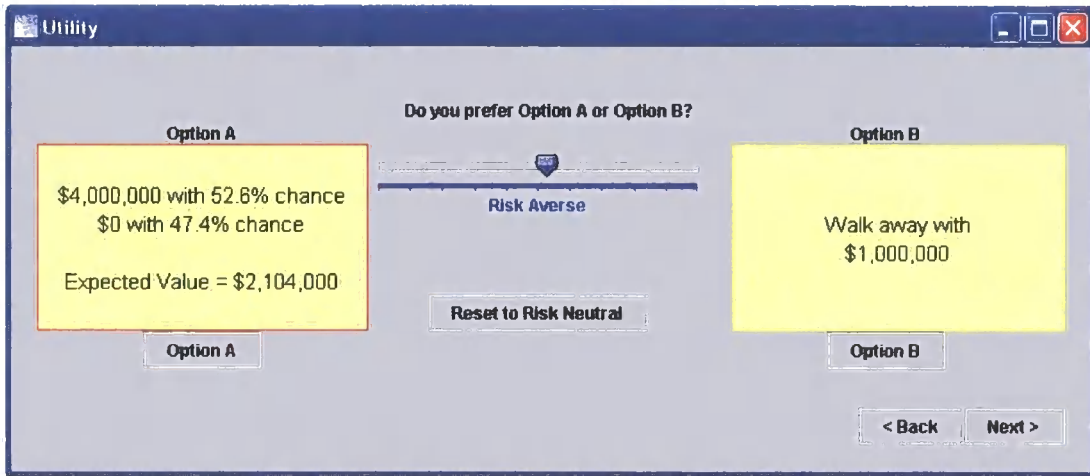 Utility
Do you prefer Option A or Option B?
Option A
Option B
$4,000,000 with 52.6% chance
$0 with 47.4% chance
Expected Value = $2,104,000
Risk Averse
Walk away with
$1,000,000
Reset to Risk Neutral
Option A
Option B
< Back
Next >